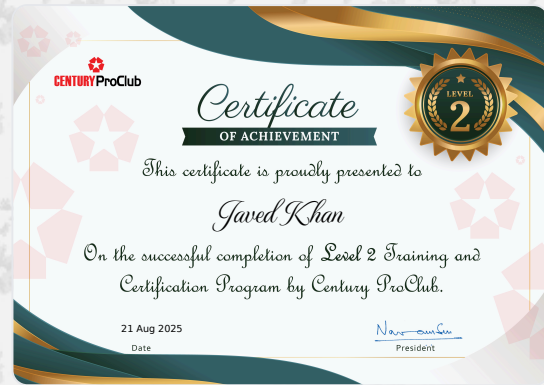 CENTURY ProClub
LEVEL
2
Certificate
OF ACHIEVEMENT
This certificate is proudly presented to
Javed Khan
On the successful completion of Level 2 Training and
Certification Program by Century ProClub.
21 Aug 2025
Date
President